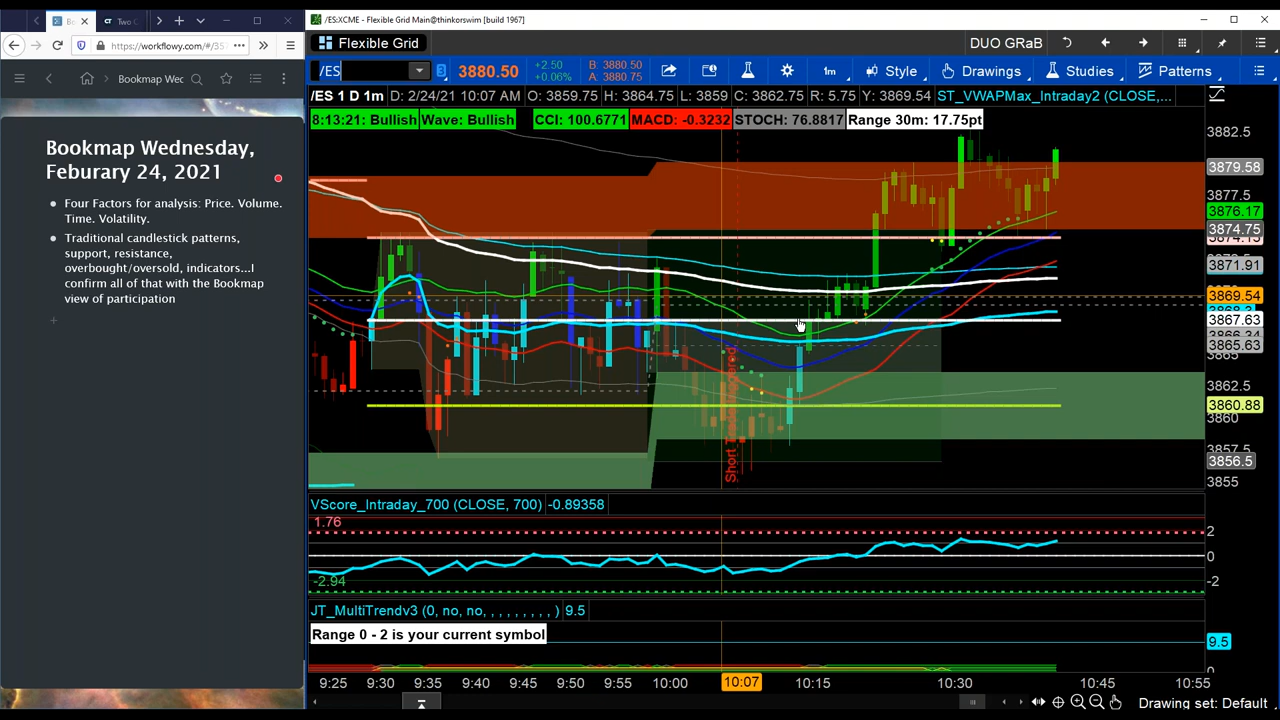 /ES:XCME - Flexible Grid Main@thinkorswim [build 1967]
Two C
https://workflowy.com/#/35
Bookmap Wec
Bookmap Wednesday,
Feburary 24, 2021
Four Factors for analysis: Price. Volume.
Time. Volatility.
Traditional candlestick patterns,
support, resistance,
overbought/oversold, indicators...I
confirm all of that with the Bookmap
view of participation
+
Flexible Grid
DUO GRaB
/ES
3
3880.50
+2.50
+0.06%
B: 3880.50
A: 3880.75
1m
Style
Drawings
Studies
Patterns
/ES 1 D 1m
D: 2/24/21 10:07 AM
O: 3859.75
H: 3864.75
L: 3859
C: 3862.75
R: 5.75
Y: 3869.54
ST_VWAPMax_Intraday2 (CLOSE,...
8:13:21: Bullish
Wave: Bullish
CCI: 100.6771
MACD: -0.3232
STOCH: 76.8817
Range 30m: 17.75pt
3882.5
3879.58
3877.5
3876.17
3874.75
3871.91
3869.54
3867.63
3865.63
3862.5
3860.88
3860
3856.5
3855
VScore_Intraday_700 (CLOSE, 700)
-0.89358
1.76
-2.94
2
0
-2
JT_MultiTrendv3 (0, no, no, , , , , , , , , )
9.5
Range 0 - 2 is your current symbol
9.5
0
9:25
9:30
9:35
9:40
9:45
9:50
9:55
10:00
10:07
10:15
10:30
10:45
10:55
Drawing set: Default